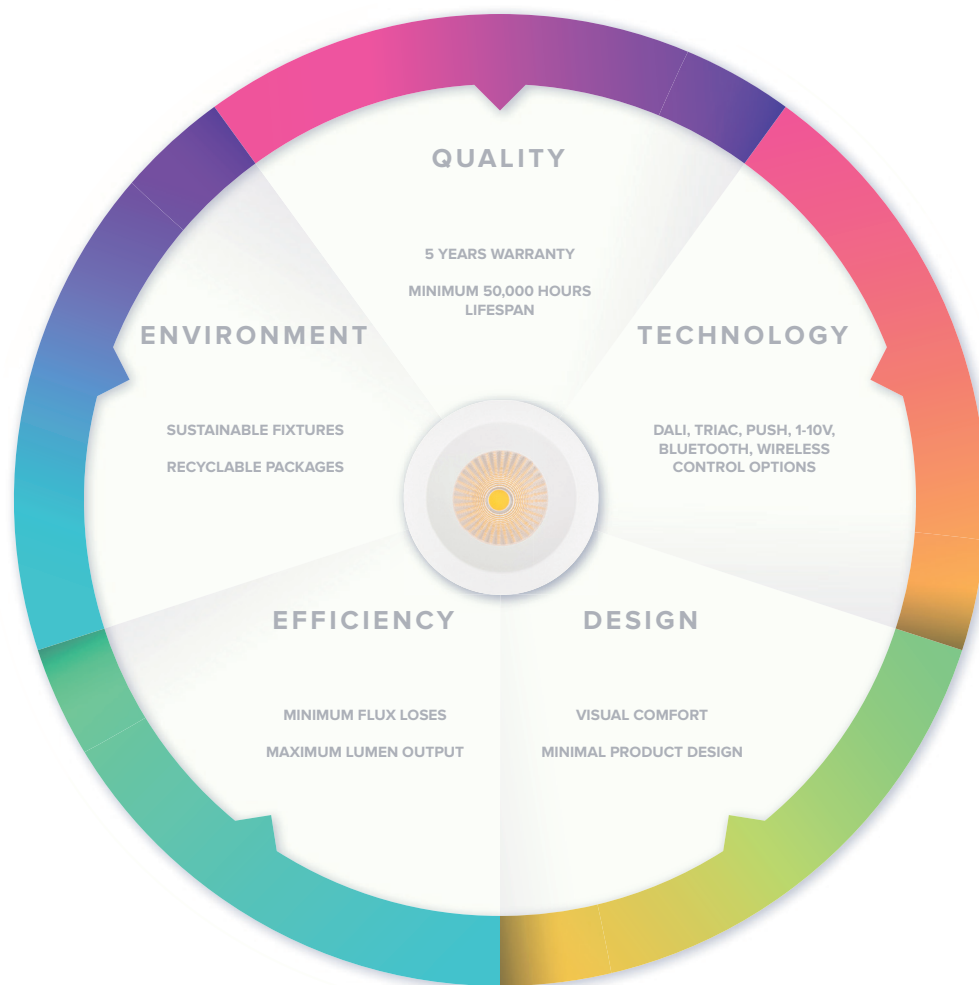 QUALITY
5 YEARS WARRANTY
MINIMUM 50,000 HOURS
LIFESPAN
ENVIRONMENT
SUSTAINABLE FIXTURES
RECYCLABLE PACKAGES
TECHNOLOGY
DALI, TRIAC, PUSH, 1-10V,
BLUETOOTH, WIRELESS
CONTROL OPTIONS
EFFICIENCY
MINIMUM FLUX LOSES
MAXIMUM LUMEN OUTPUT
DESIGN
VISUAL COMFORT
MINIMAL PRODUCT DESIGN